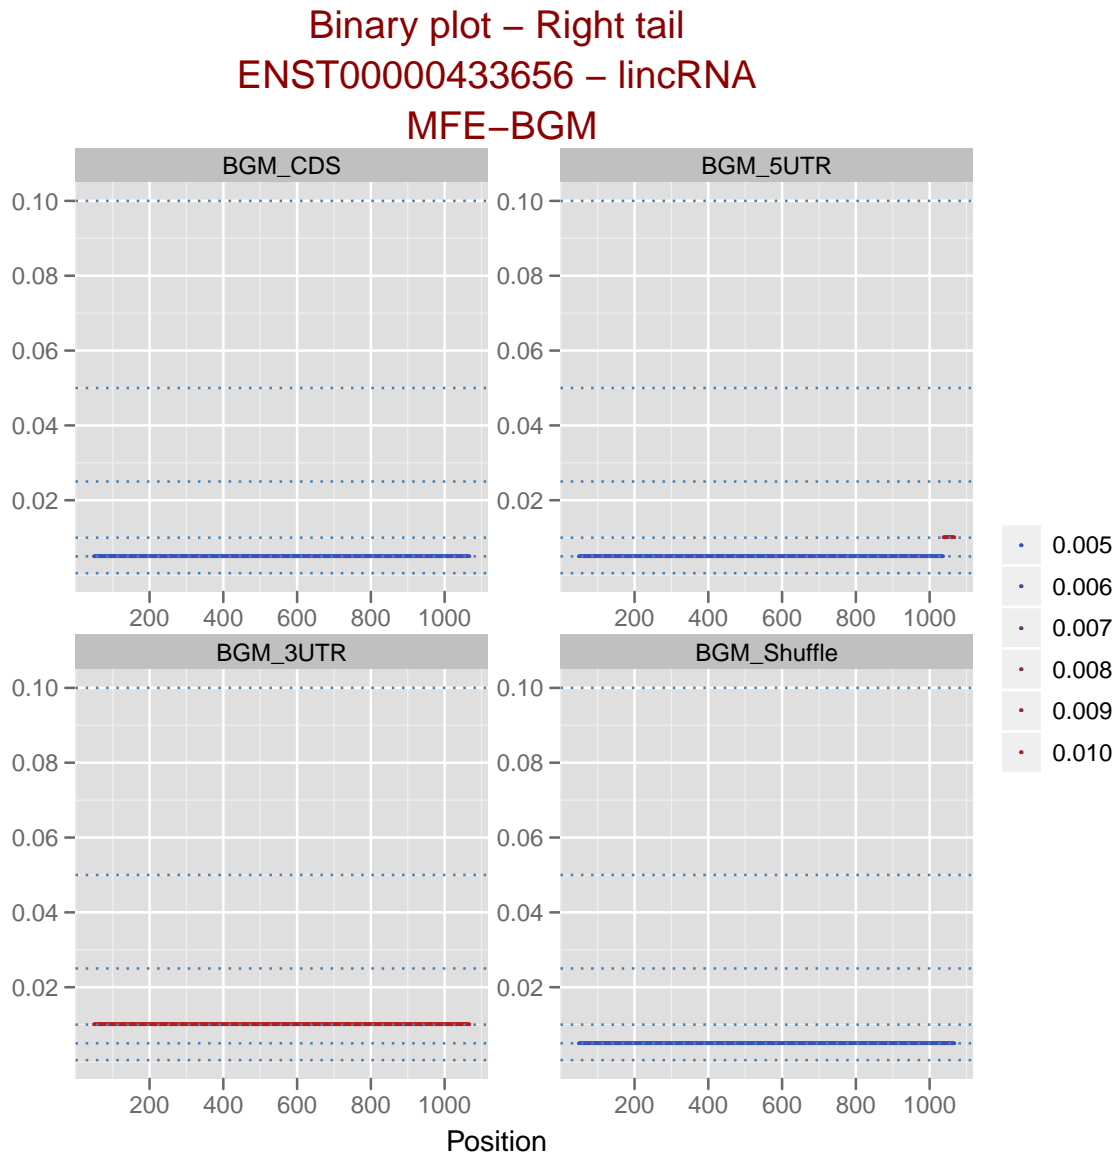 Binary plot – Right tail
ENST00000433656 – lincRNA
MFE–BGM
BGM_CDS
BGM_5UTR
0.10
0.08
0.06
0.04
0.02
0.10
0.08
0.06
0.04
0.02
200 400 600 800 1000
200 400 600 800 1000
BGM_3UTR
BGM_Shuffle
0.10
0.08
0.06
0.04
0.02
0.10
0.08
0.06
0.04
0.02
200 400 600 800 1000
200 400 600 800 1000
Position
0.005
0.006
0.007
0.008
0.009
0.010